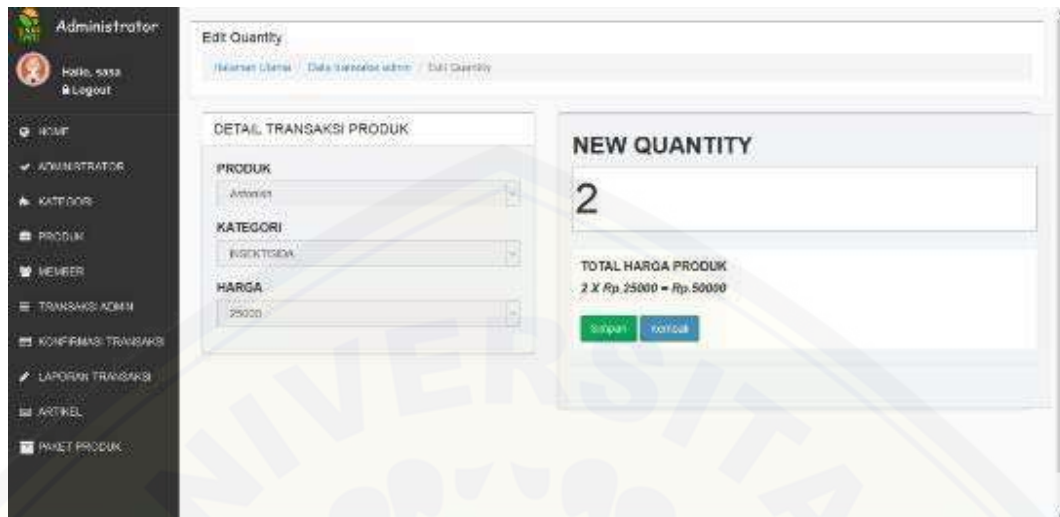 Administrator
Hallo, sasa
Logout
HOME
ADMINISTRATOR
KATEGORI
PRODUK
MEMBER
TRANSAKSI ADMIN
KONFIRMASI TRANSAKSI
LAPORAN TRANSAKSI
ARTIKEL
PAKET PRODUK
Edit Quantity
Halaman Utama / Data transaksi admin / Edit Quantity
DETAIL TRANSAKSI PRODUK
PRODUK
KATEGORI
INSEKTISIDA
HARGA
25000
NEW QUANTITY
2
TOTAL HARGA PRODUK
2 X Rp.25000 = Rp.50000
Simpan Kembali
UNIVERSITA